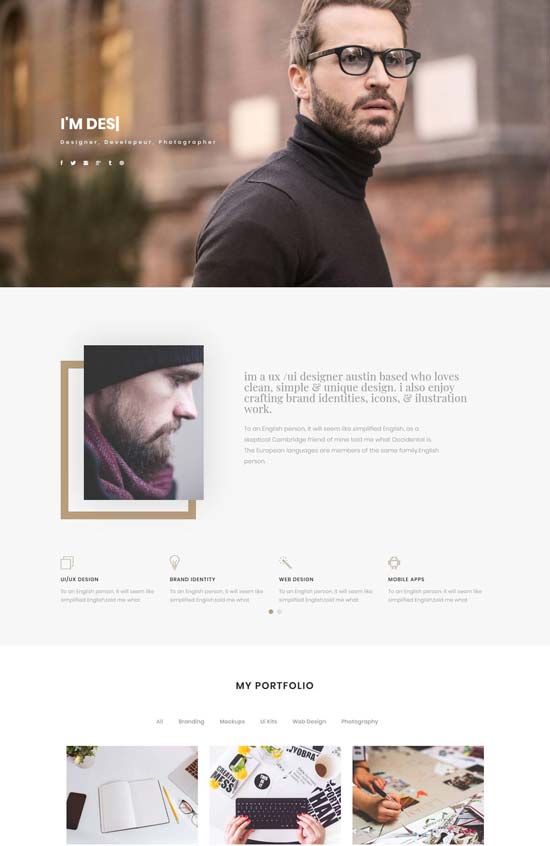 I'M DES
Designer, Developeur, Photographer
im a ux /ui designer austin based who loves
clean, simple & unique design. i also enjoy
crafting brand identities, icons, & ilustration
work.
To an English person, it will seem like simplified English, as a
skeptical Cambridge friend of mine told me what Occidental is.
The European languages are members of the same family.English
person.
UI/UX DESIGN
To an English person, it will seem like
simplified English,told me what
BRAND IDENTITY
To an English person, it will seem like
simplified English,told me what
WEB DESIGN
To an English person, it will seem like
simplified English,told me what
MOBILE APPS
To an English person, it will seem like
simplified English,told me what
MY PORTFOLIO
All Branding Mockups Ui Kits Web Design Photography